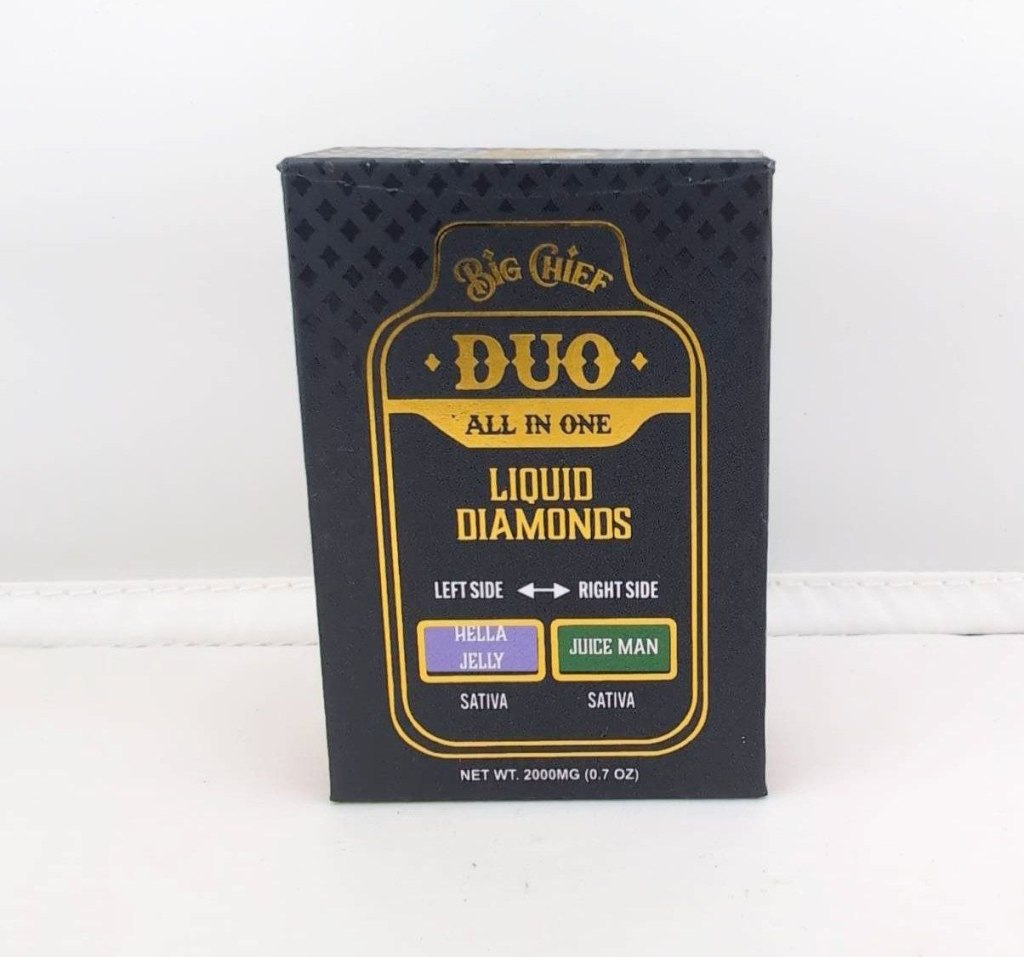 BIG CHIEF
DUO
ALL IN ONE
LIQUID
DIAMONDS
LEFT SIDE RIGHT SIDE
HELLA
JELLY
JUICE MAN
SATIVA SATIVA
NET WT. 2000MG (0.7 OZ)